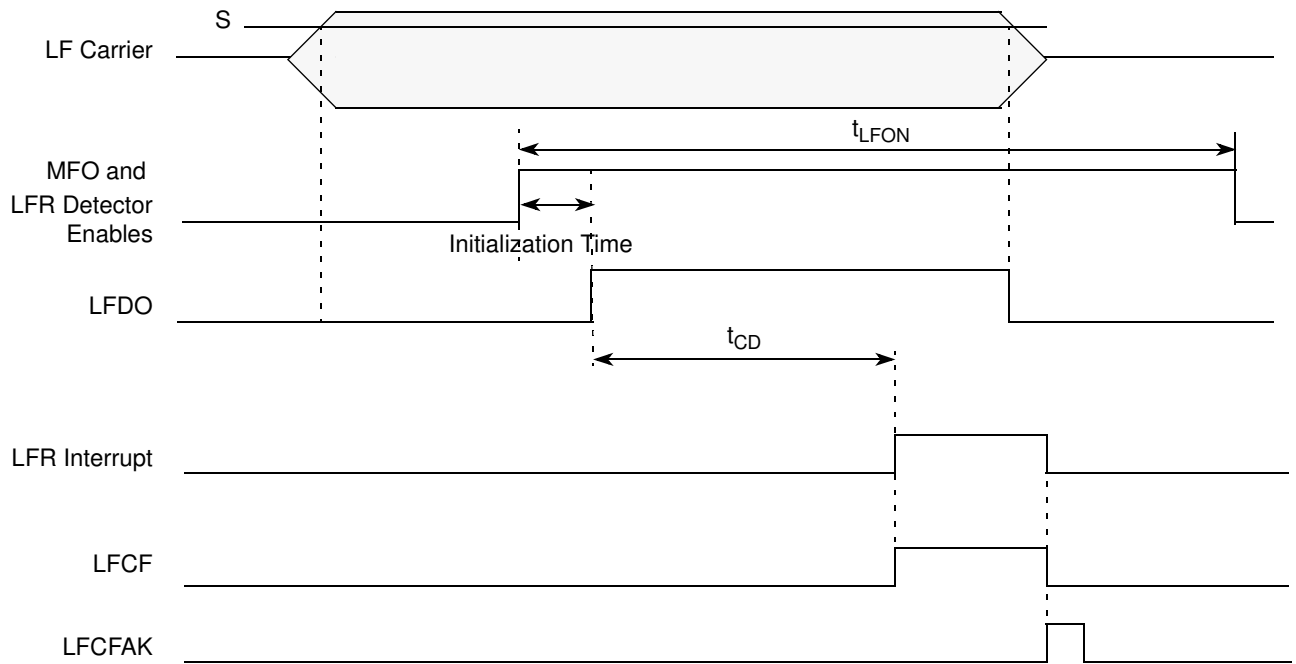 S
LF Carrier
tLFON
MFO and
LFR Detector
Enables
Initialization Time
LFDO
tCD
LFR Interrupt
LFCF
LFCFAK